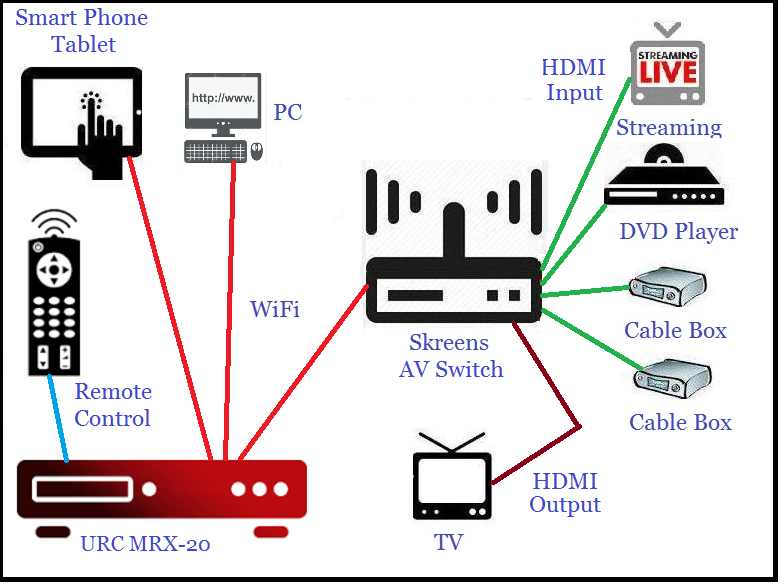 Smart Phone
Tablet
http://www.
PC
HDMI
Input
STREAMING
LIVE
Streaming
DVD Player
WiFi
Cable Box
Skreens
AV Switch
Remote
Control
Cable Box
HDMI
Output
URC MRX-20
TV